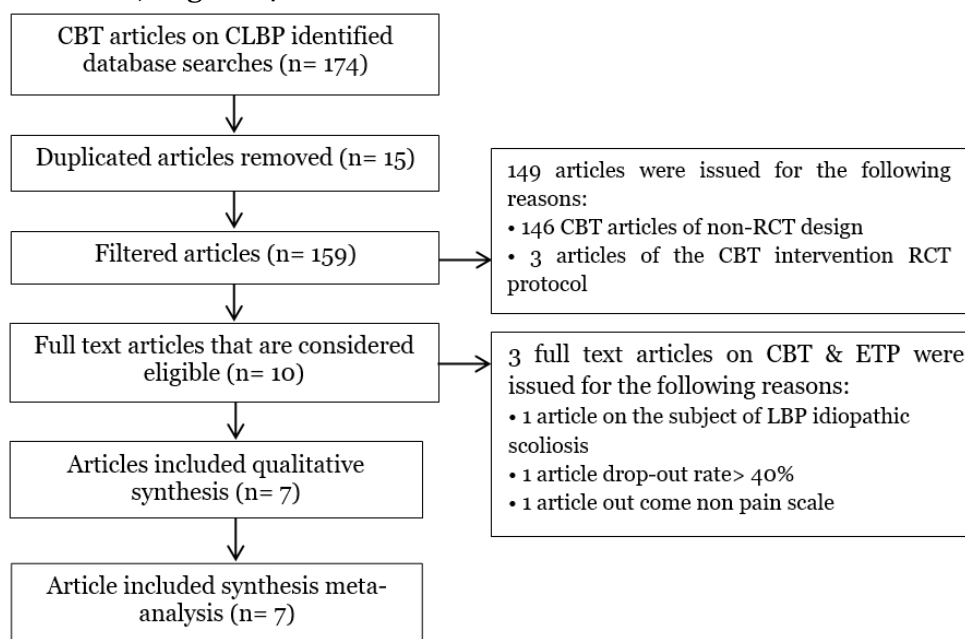 CBT articles on CLBP identified
database searches (n= 174)
Duplicated articles removed (n= 15)
149 articles were issued for the following
reasons:
• 146 CBT articles of non-RCT design
• 3 articles of the CBT intervention RCT
protocol
Filtered articles (n= 159)
Full text articles that are considered
eligible (n= 10)
3 full text articles on CBT & ETP were
issued for the following reasons:
• 1 article on the subject of LBP idiopathic
scoliosis
• 1 article drop-out rate> 40%
• 1 article out come non pain scale
Articles included qualitative
synthesis (n= 7)
Article included synthesis meta-
analysis (n= 7)